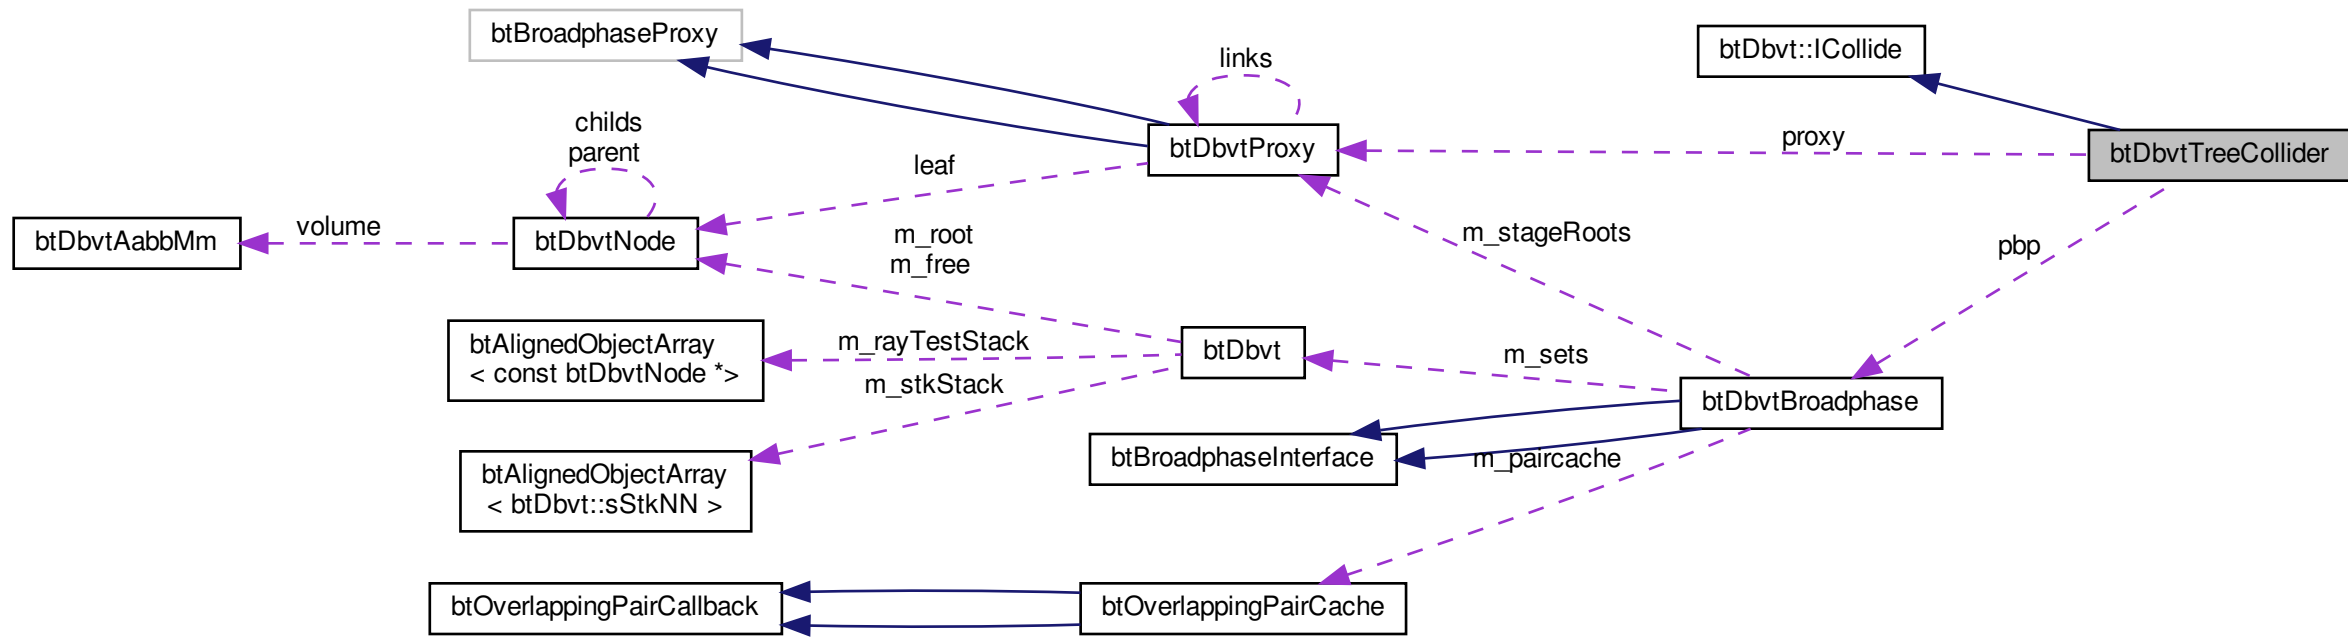 btBroadphaseProxy
btDbvt::ICollide
links
childs
parent
btDbvtProxy
proxy
btDbvtTreeCollider
leaf
btDbvtAabbMm
volume
btDbvtNode
m_root
m_free
m_stageRoots
pbp
btAlignedObjectArray
< const btDbvtNode *>
m_rayTestStack
btDbvt
m_sets
m_stkStack
btDbvtBroadphase
btAlignedObjectArray
< btDbvt::sStkNN >
btBroadphaseInterface
m_paircache
btOverlappingPairCallback
btOverlappingPairCache